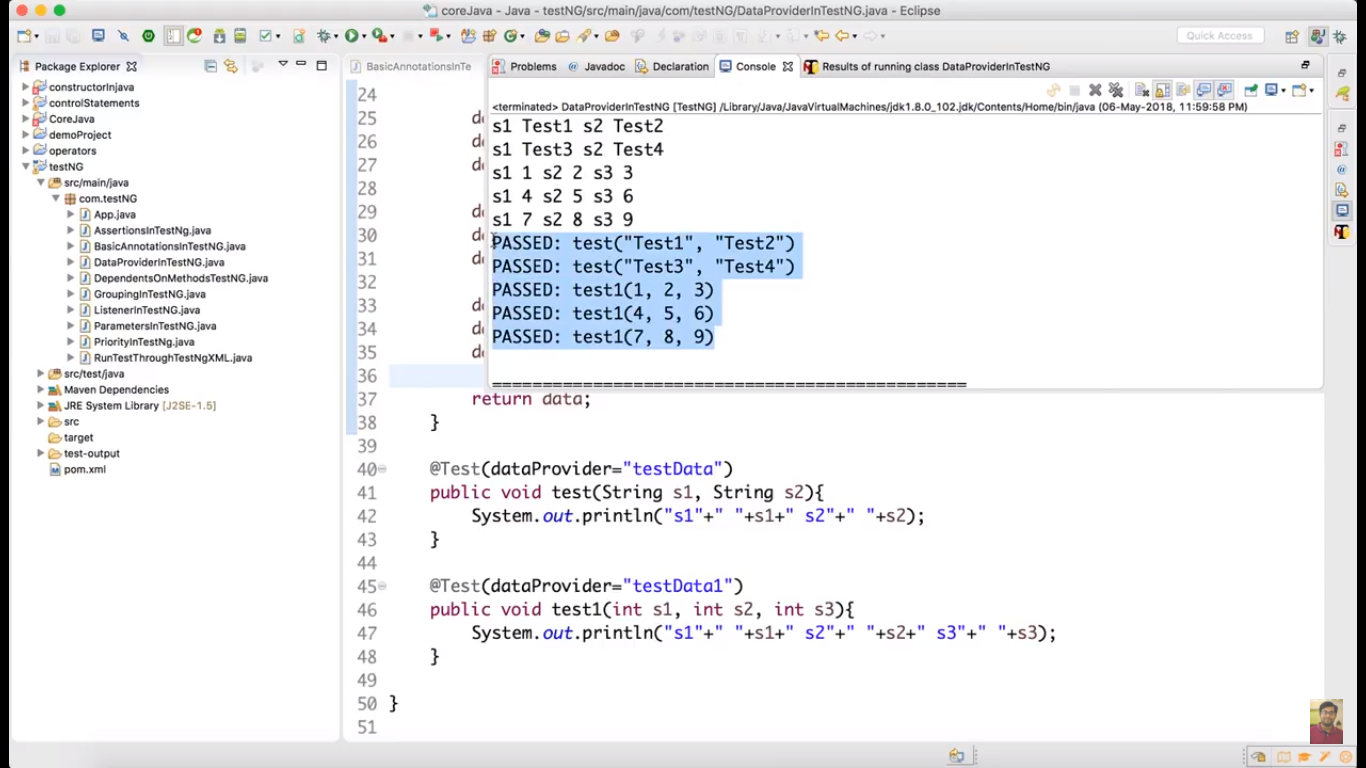 coreJava - Java - testNG/src/main/java/com/testNG/DataProviderInTestNG.java - Eclipse
Quick Access
Package Explorer
constructorInjava
controlStatements
CoreJava
demoProject
operators
testNG
src/main/java
com.testNG
App.java
AssertionsInTestNg.java
BasicAnnotationsInTestNG.java
DataProviderInTestNG.java
DependentsOnMethodsTestNG.java
GroupingInTestNG.java
ListenerInTestNG.java
ParametersInTestNG.java
PriorityInTestNg.java
RunTestThroughTestNgXML.java
src/test/java
Maven Dependencies
JRE System Library [J2SE-1.5]
src
target
test-output
pom.xml
BasicAnnotationsInTe
Problems @ Javadoc Declaration Console Results of running class DataProviderInTestNG
<terminated> DataProviderInTestNG [TestNG] /Library/Java/JavaVirtualMachines/jdk1.8.0_102.jdk/Contents/Home/bin/java (06-May-2018, 11:59:58 PM)
s1 Test1 s2 Test2
s1 Test3 s2 Test4
s1 1 s2 2 s3 3
s1 4 s2 5 s3 6
s1 7 s2 8 s3 9
PASSED: test("Test1", "Test2")
PASSED: test("Test3", "Test4")
PASSED: test1(1, 2, 3)
PASSED: test1(4, 5, 6)
PASSED: test1(7, 8, 9)
===============================================
24
25 d
26 d
27 d
28
29 d
30 d
31 d
32
33 d
34 d
35 d
36
37 return data;
38 }
39
40 @Test(dataProvider="testData")
41 public void test(String s1, String s2){
42 System.out.println("s1"+" "+s1+" s2"+" "+s2);
43 }
44
45 @Test(dataProvider="testData1")
46 public void test1(int s1, int s2, int s3){
47 System.out.println("s1"+" "+s1+" s2"+" "+s2+" s3"+" "+s3);
48 }
49
50 }
51